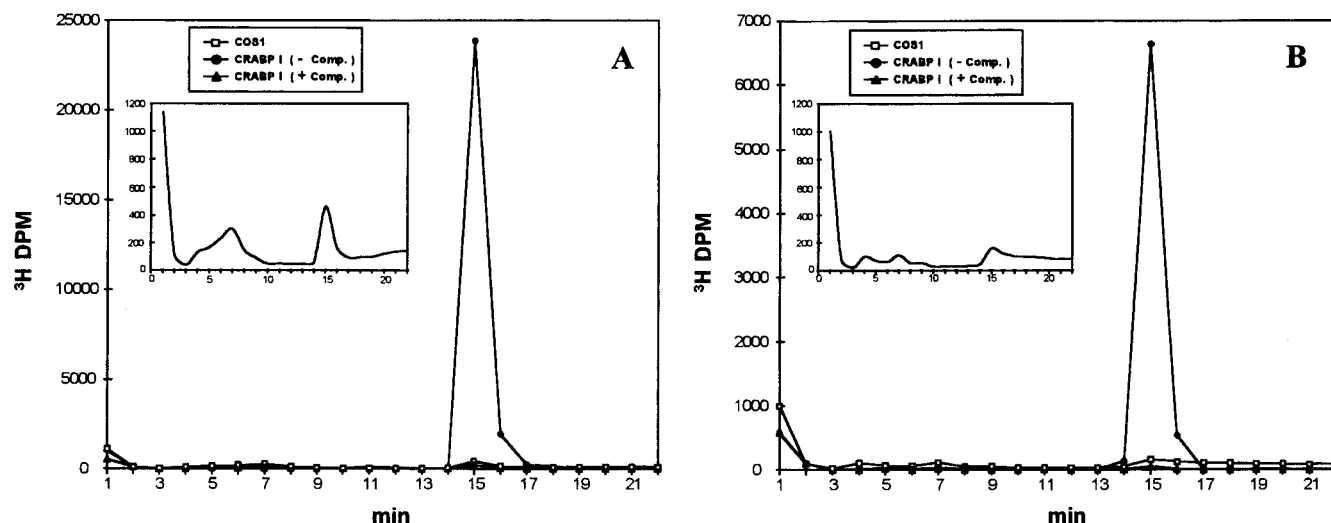 A
COS1
CRABP I ( - Comp.)
CRABP I ( + Comp.)
25000
20000
15000
10000
5000
0
³H DPM
1200
1000
800
600
400
200
0
0 5 10 15 20
1 3 5 7 9 11 13 15 17 19 21
min
B
COS1
CRABP I ( - Comp.)
CRABP I ( + Comp.)
7000
6000
5000
4000
3000
2000
1000
0
³H DPM
1200
1000
800
600
400
200
0
0 5 10 15 20
1 3 5 7 9 11 13 15 17 19 21
min